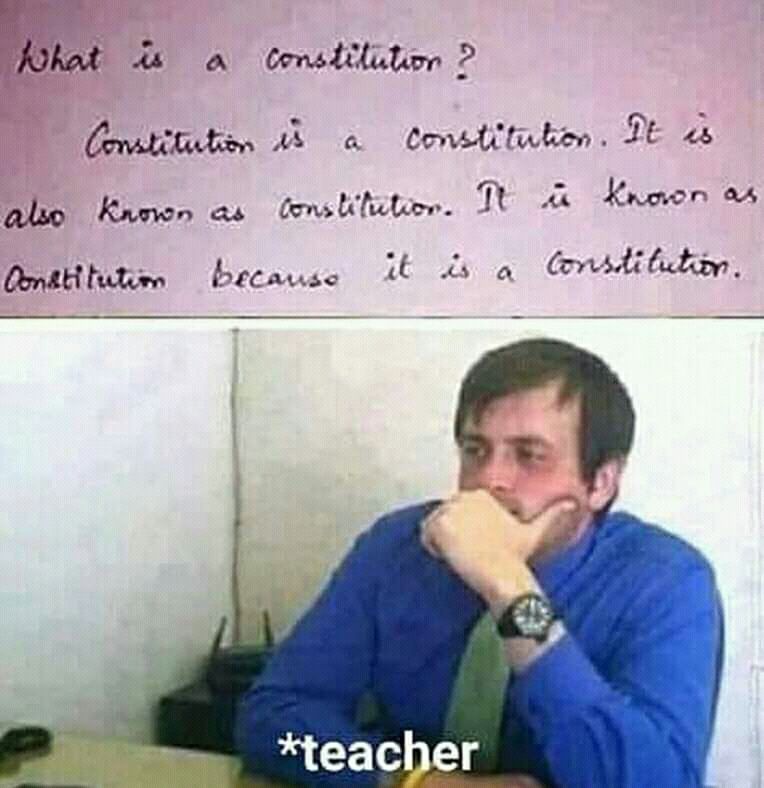 What is a constitution?
Constitution is a constitution. It is
also known as constitution. It is known as
Constitution because it is a constitution.
*teacher